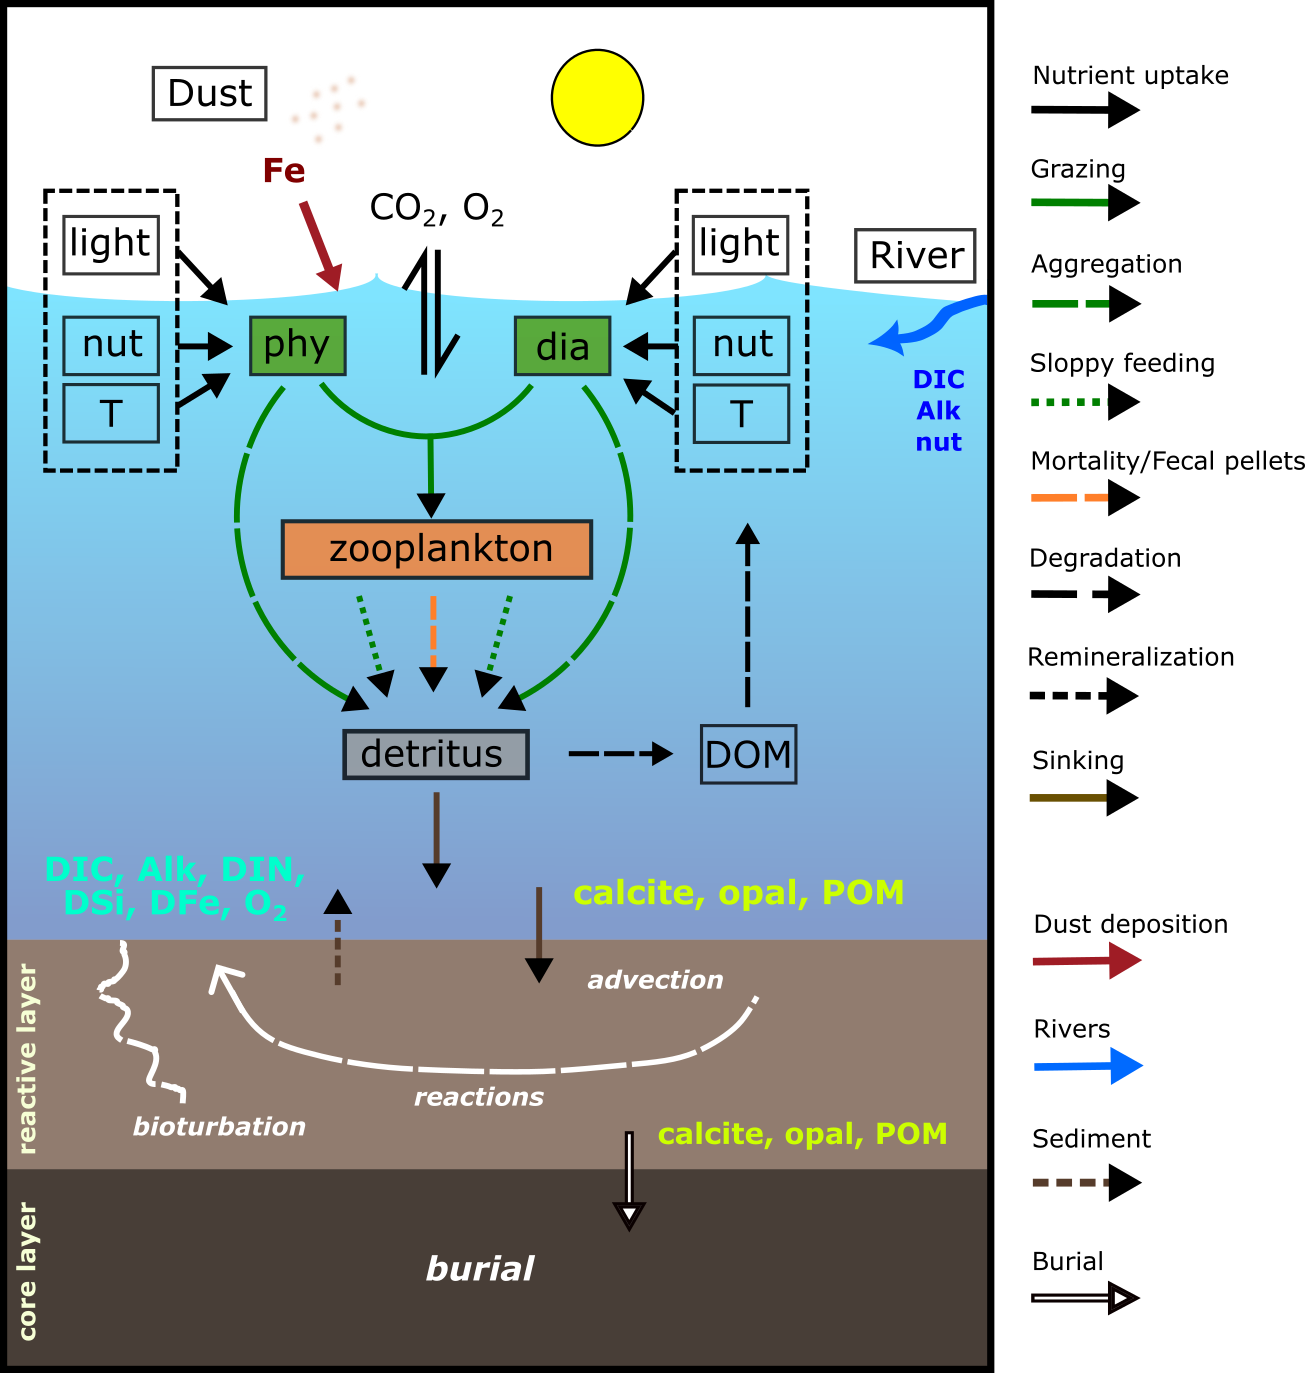 Dust
Fe
CO₂, O₂
light
nut
T
phy
dia
light
nut
T
River
DIC
Alk
nut
zooplankton
detritus
DOM
DIC, Alk, DIN,
DSi, DFe, O₂
calcite, opal, POM
reactive layer
advection
reactions
bioturbation
calcite, opal, POM
core layer
burial
Nutrient uptake
Grazing
Aggregation
Sloppy feeding
Mortality/Fecal pellets
Degradation
Remineralization
Sinking
Dust deposition
Rivers
Sediment
Burial